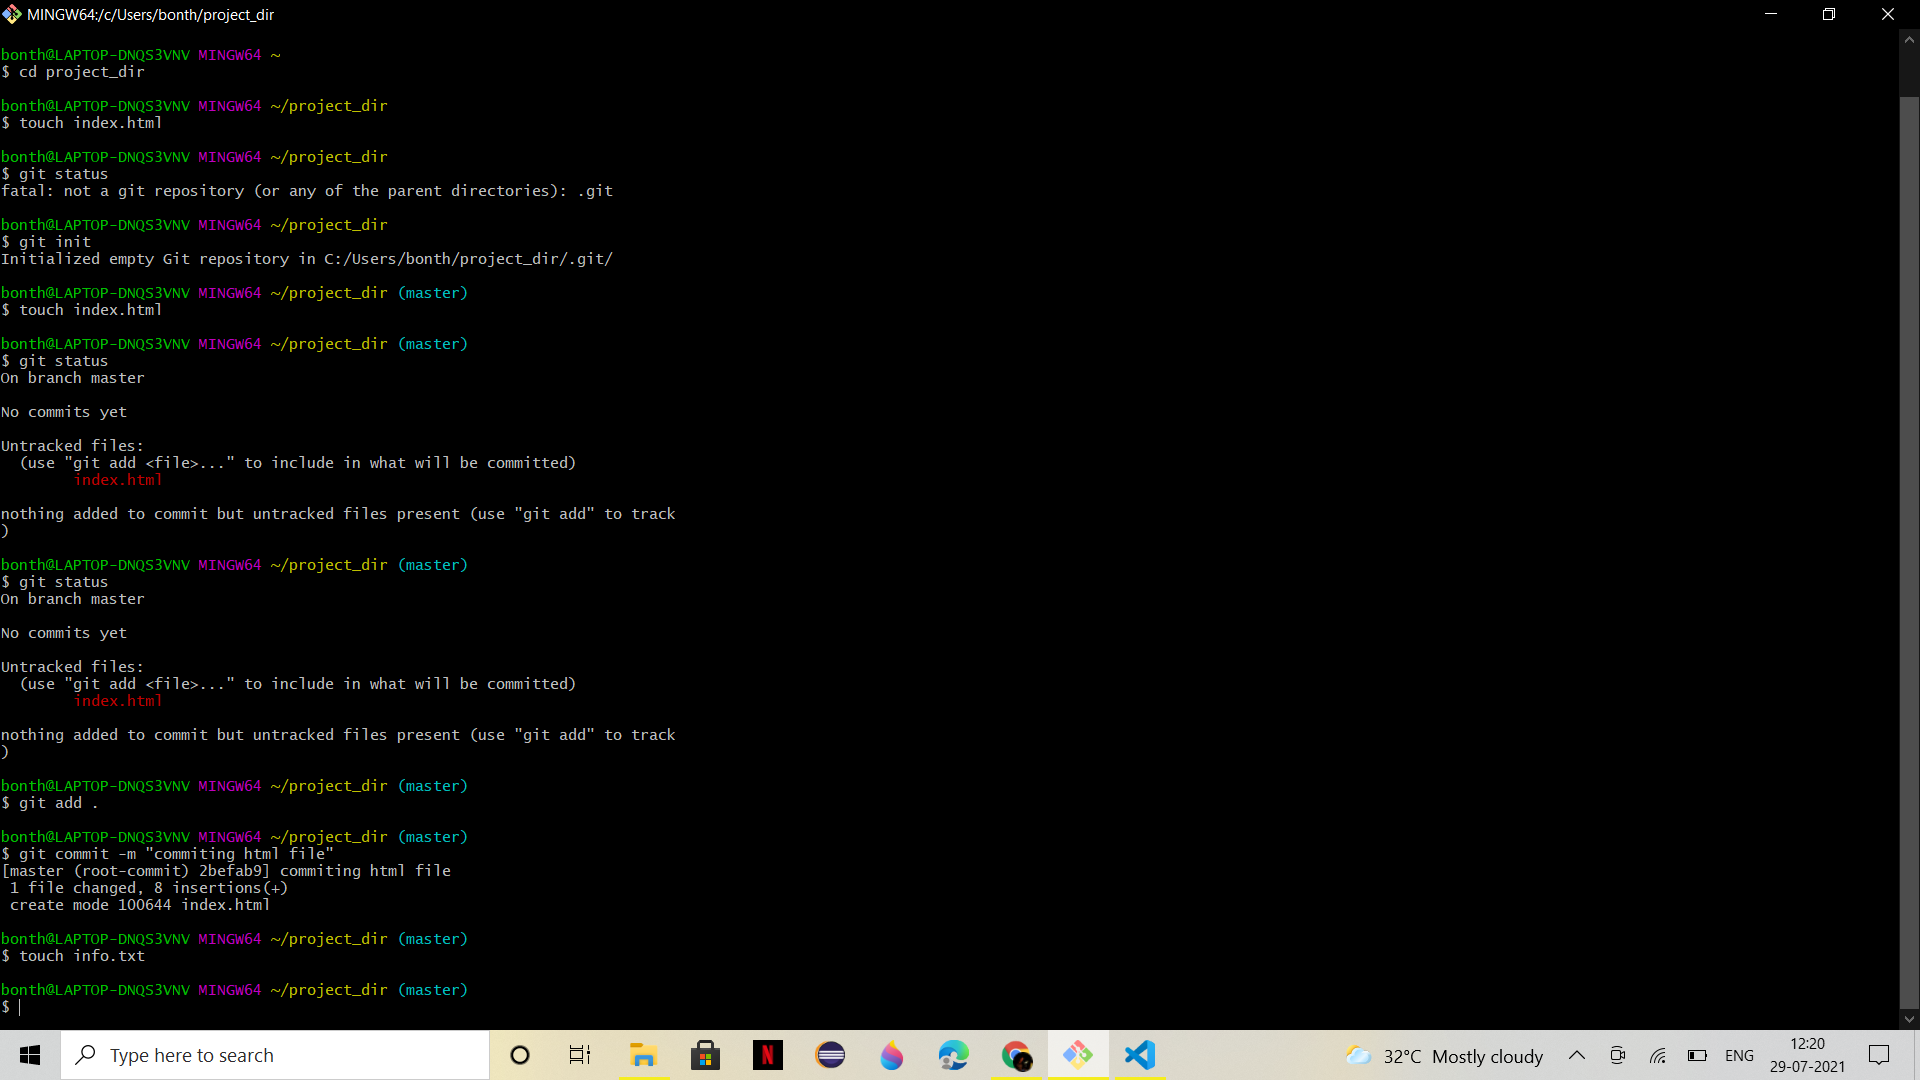 MINGW64:/c/Users/bonth/project_dir
bonth@LAPTOP-DNQS3VNV MINGW64 ~
$ cd project_dir
bonth@LAPTOP-DNQS3VNV MINGW64 ~/project_dir
$ touch index.html
bonth@LAPTOP-DNQS3VNV MINGW64 ~/project_dir
$ git status
fatal: not a git repository (or any of the parent directories): .git
bonth@LAPTOP-DNQS3VNV MINGW64 ~/project_dir
$ git init
Initialized empty Git repository in C:/Users/bonth/project_dir/.git/
bonth@LAPTOP-DNQS3VNV MINGW64 ~/project_dir (master)
$ touch index.html
bonth@LAPTOP-DNQS3VNV MINGW64 ~/project_dir (master)
$ git status
On branch master
No commits yet
Untracked files:
  (use "git add <file>..." to include in what will be committed)
        index.html
nothing added to commit but untracked files present (use "git add" to track
)
bonth@LAPTOP-DNQS3VNV MINGW64 ~/project_dir (master)
$ git status
On branch master
No commits yet
Untracked files:
  (use "git add <file>..." to include in what will be committed)
        index.html
nothing added to commit but untracked files present (use "git add" to track
)
bonth@LAPTOP-DNQS3VNV MINGW64 ~/project_dir (master)
$ git add .
bonth@LAPTOP-DNQS3VNV MINGW64 ~/project_dir (master)
$ git commit -m "commiting html file"
[master (root-commit) 2befab9] commiting html file
 1 file changed, 8 insertions(+)
 create mode 100644 index.html
bonth@LAPTOP-DNQS3VNV MINGW64 ~/project_dir (master)
$ touch info.txt
bonth@LAPTOP-DNQS3VNV MINGW64 ~/project_dir (master)
$
Type here to search
N
32°C Mostly cloudy
ENG
12:20
29-07-2021